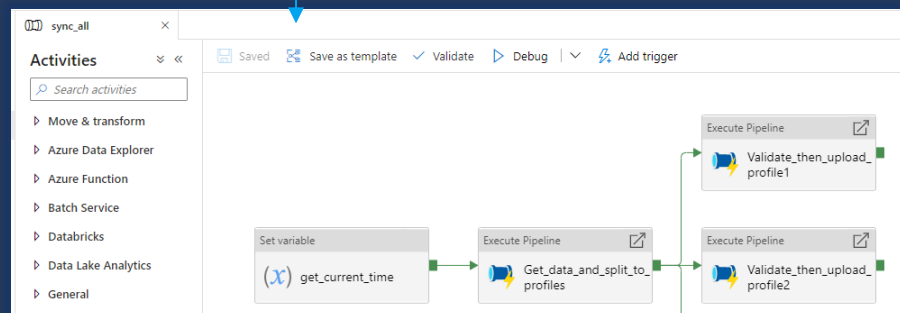 sync_all
Activities
Search activities
Move & transform
Azure Data Explorer
Azure Function
Batch Service
Databricks
Data Lake Analytics
General
Saved
Save as template
Validate
Debug
Add trigger
Set variable
(x)
get_current_time
Execute Pipeline
Get_data_and_split_to_
profiles
Execute Pipeline
Validate_then_upload_
profile1
Execute Pipeline
Validate_then_upload_
profile2